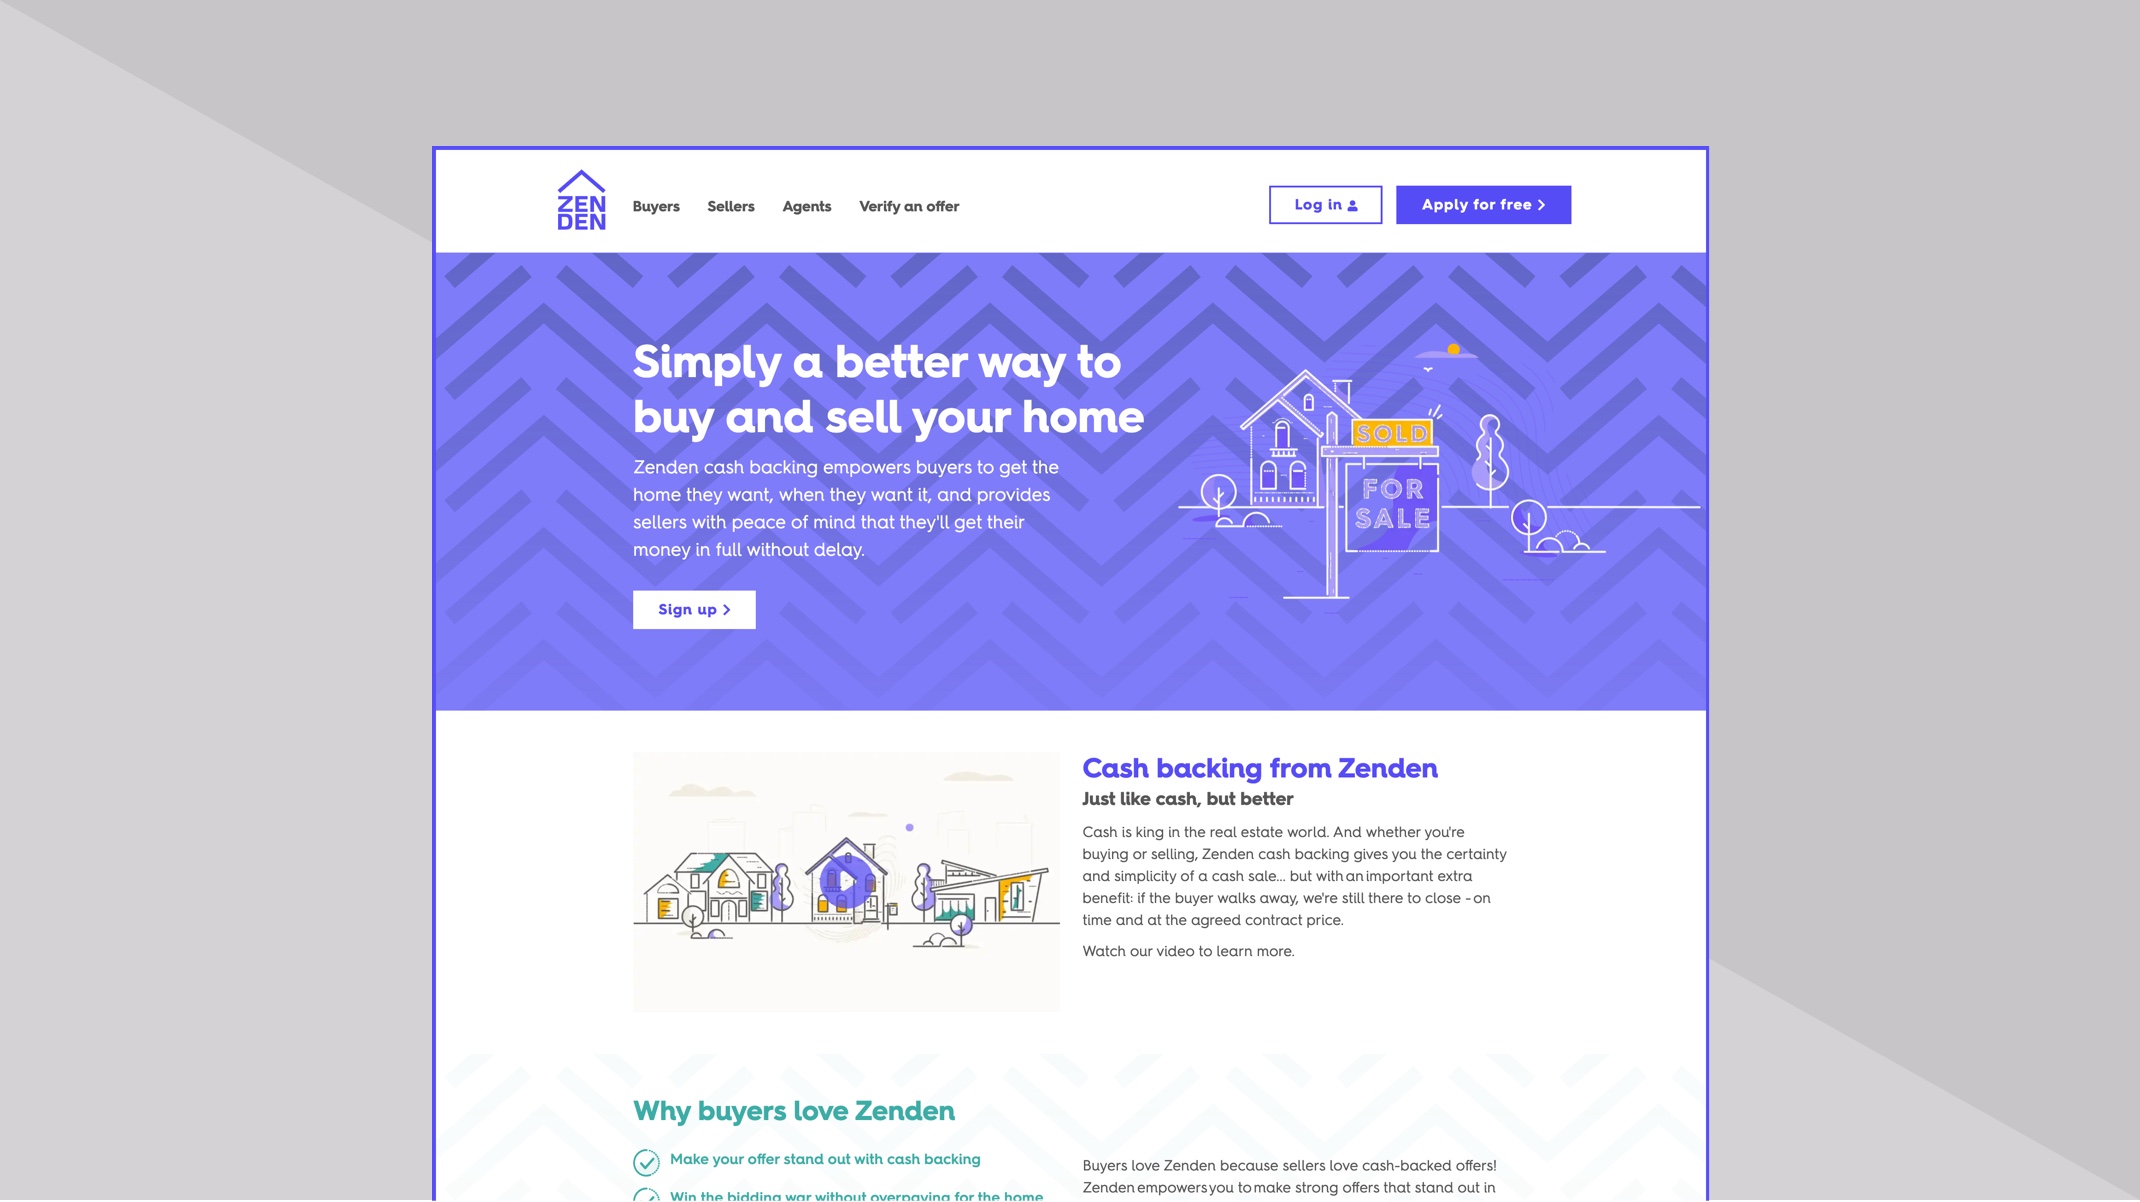 ZEN
DEN
Buyers Sellers Agents Verify an offer
Log in
Apply for free
Simply a better way to
buy and sell your home
Zenden cash backing empowers buyers to get the
home they want, when they want it, and provides
sellers with peace of mind that they'll get their
money in full without delay.
Sign up
SOLD
FOR
SALE
Cash backing from Zenden
Just like cash, but better
Cash is king in the real estate world. And whether you're
buying or selling, Zenden cash backing gives you the certainty
and simplicity of a cash sale... but with an important extra
benefit: if the buyer walks away, we're still there to close - on
time and at the agreed contract price.
Watch our video to learn more.
Why buyers love Zenden
Make your offer stand out with cash backing
Win the bidding war without overpaying for the home
Buyers love Zenden because sellers love cash-backed offers!
Zenden empowers you to make strong offers that stand out in